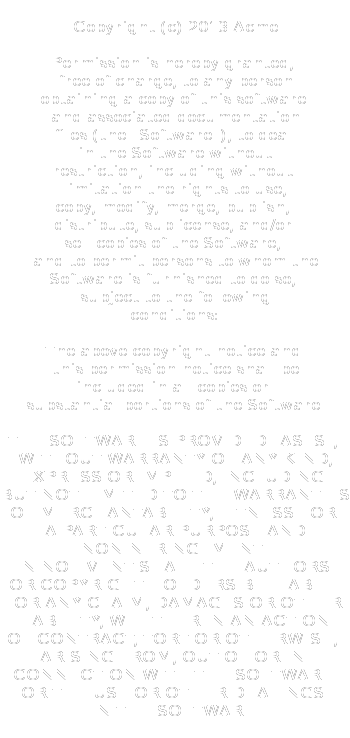 Copyright (c) 2013 Acme
Permission is hereby granted,
free of charge, to any person
obtaining a copy of this software
and associated documentation
files (the "Software"), to deal
in the Software without
restriction, including without
limitation the rights to use,
copy, modify, merge, publish,
distribute, sublicense, and/or
sell copies of the Software,
and to permit persons to whom the
Software is furnished to do so,
subject to the following
conditions:
The above copyright notice and
this permission notice shall be
included in all copies or
substantial portions of the Software.
THE SOFTWARE IS PROVIDED "AS IS",
WITHOUT WARRANTY OF ANY KIND,
EXPRESS OR IMPLIED, INCLUDING
BUT NOT LIMITED TO THE WARRANTIES
OF MERCHANTABILITY, FITNESS FOR
A PARTICULAR PURPOSE AND
NONINFRINGEMENT.
IN NO EVENT SHALL THE AUTHORS
OR COPYRIGHT HOLDERS BE LIABLE
FOR ANY CLAIM, DAMAGES OR OTHER
LIABILITY, WHETHER IN AN ACTION
OF CONTRACT, TORT OR OTHERWISE,
ARISING FROM, OUT OF OR IN
CONNECTION WITH THE SOFTWARE
OR THE USE OR OTHER DEALINGS
IN THE SOFTWARE.